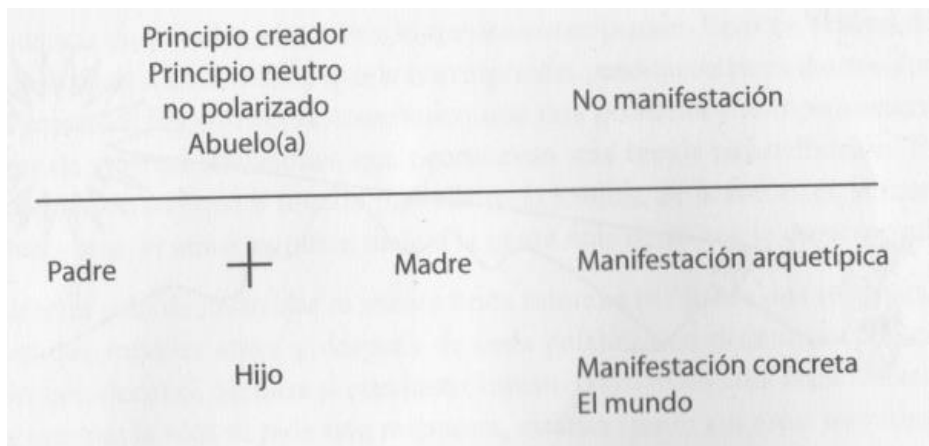 Principio creador
Principio neutro
no polarizado
Abuelo(a)
No manifestación
Padre + Madre Manifestación arquetípica
Hijo
Manifestación concreta
El mundo